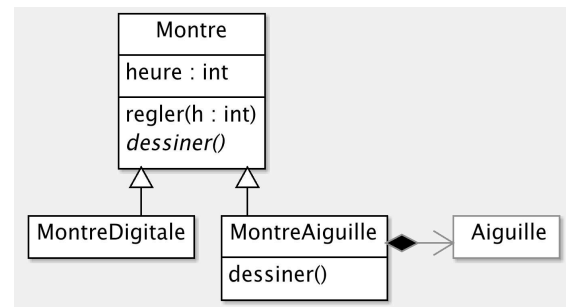 Montre
heure : int
regler(h : int)
dessiner()
MontreDigitale
MontreAiguille
Aiguille
dessiner()